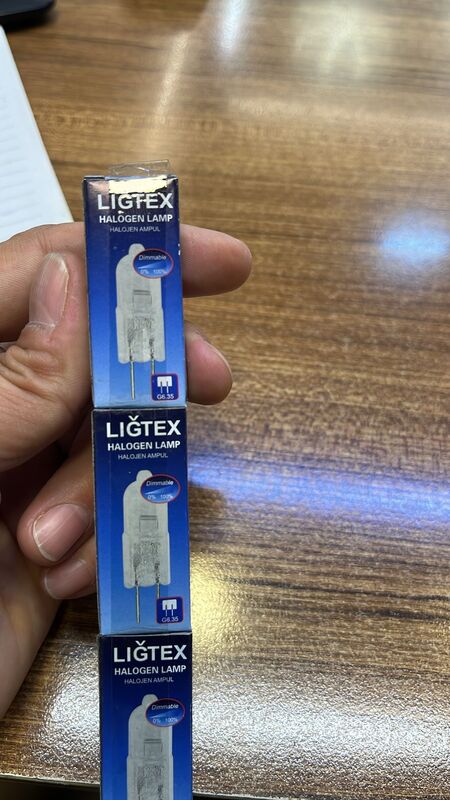 LIĞTEX
HALOGEN LAMP
HALOJEN AMPUL
Dimmable
0% 100%
G6.35
LIĞTEX
HALOGEN LAMP
HALOJEN AMPUL
Dimmable
0% 100%
G6.35
LIĞTEX
HALOGEN LAMP
HALOJEN AMPUL
Dimmable
0% 100%